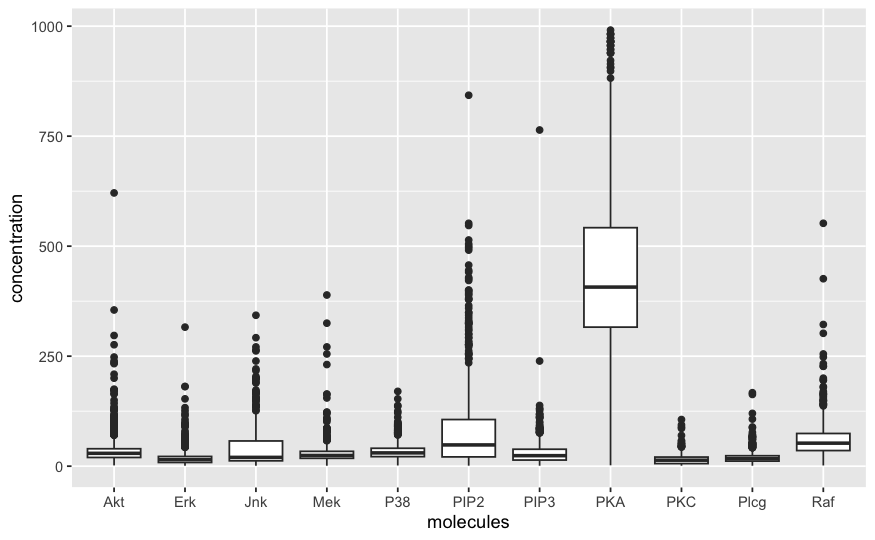 1000
750
500
250
0
concentration
Akt Erk Jnk Mek P38 PIP2 PIP3 PKA PKC Plcg Raf
molecules